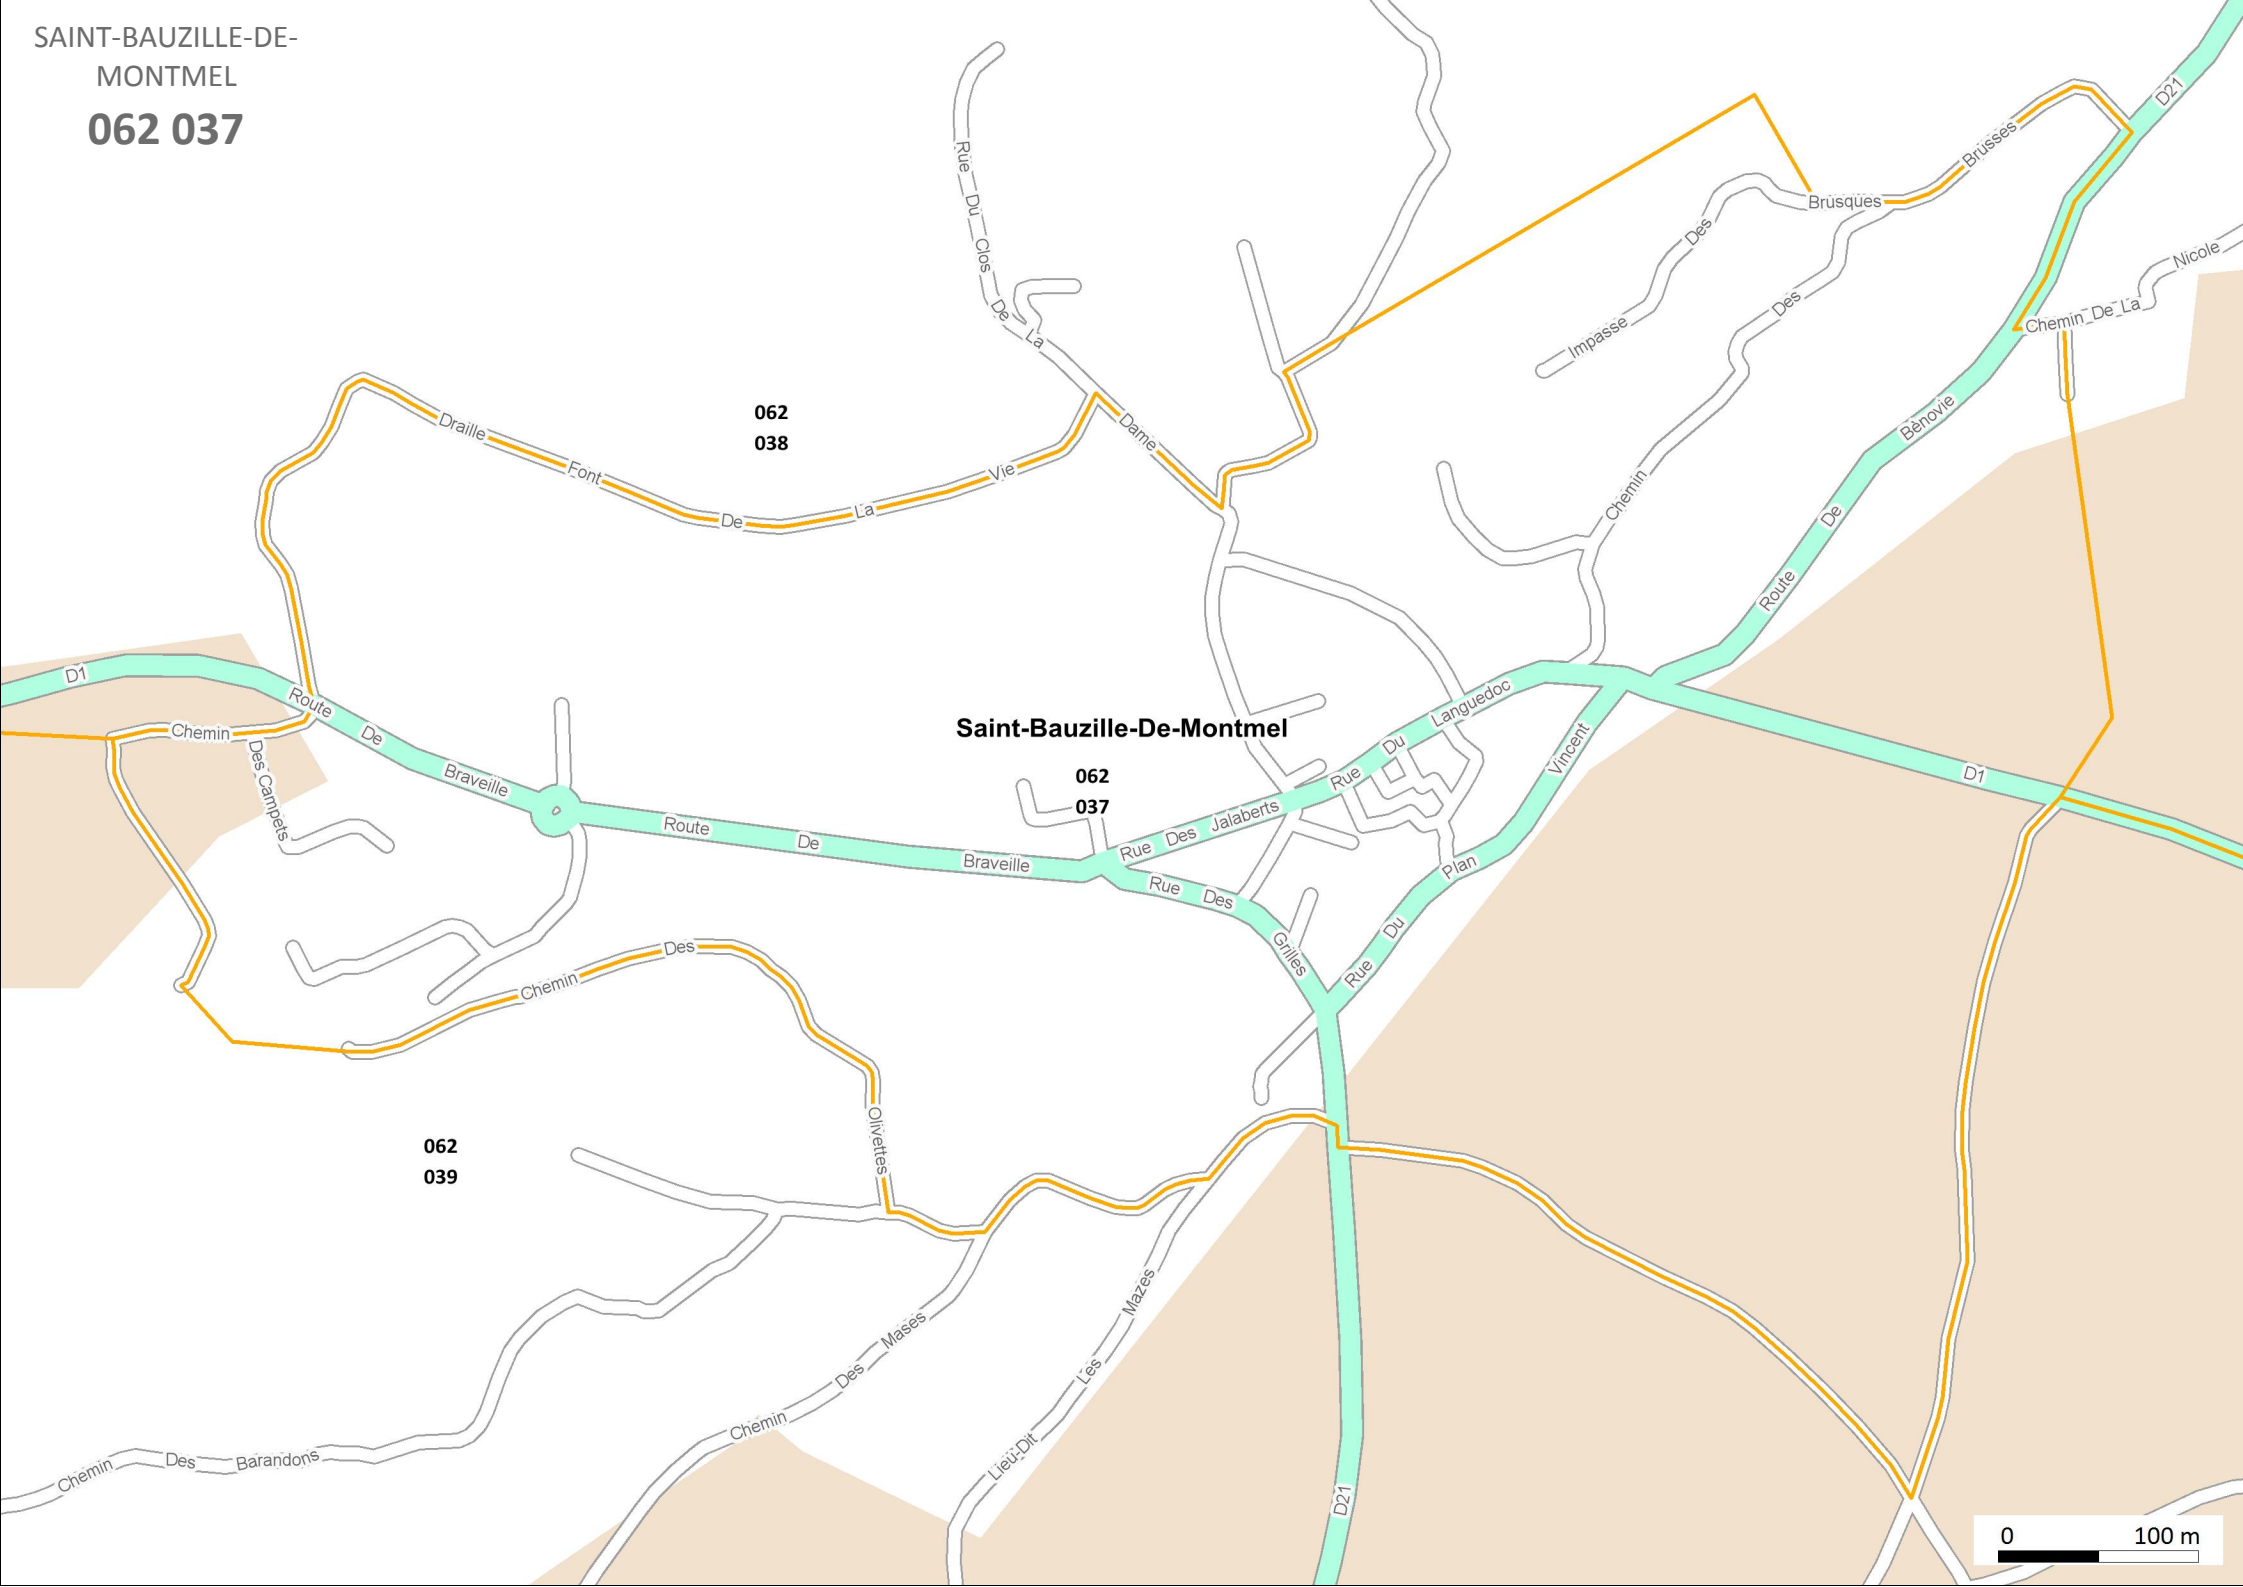 SAINT-BAUZILLE-DE-
MONTMEL
062 037
D21
Brusses
Brusques
Impasse Des
Chemin Des
Nicole
Chemin De La
Rue Du Clos De La Dame
Draille Font De La Vie
062
038
Route De Bènovie
D1
Route De Braveille
Chemin
Des Campets
Saint-Bauzille-De-Montmel
062
037
Route De Braveille
Rue Des Jalaberts
Rue Du Languedoc
Rue Des Grilles
Rue Du Plan Vincent
D1
Chemin Des Olivettes
062
039
Chemin Des Mases
Lieu-Dit Les Mazes
Chemin Des Barandons
D21
0 100 m